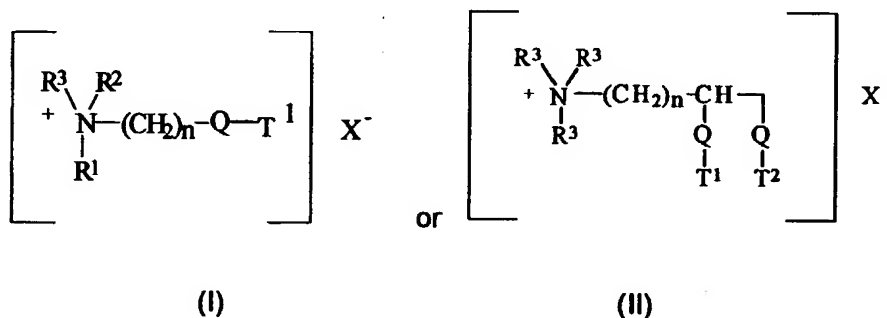 R³ R² + N—(CH₂)n—Q—T¹ R¹ X⁻
or
R³ R³ + N—(CH₂)n—CH R³ Q Q T¹ T² X
(I) (II)